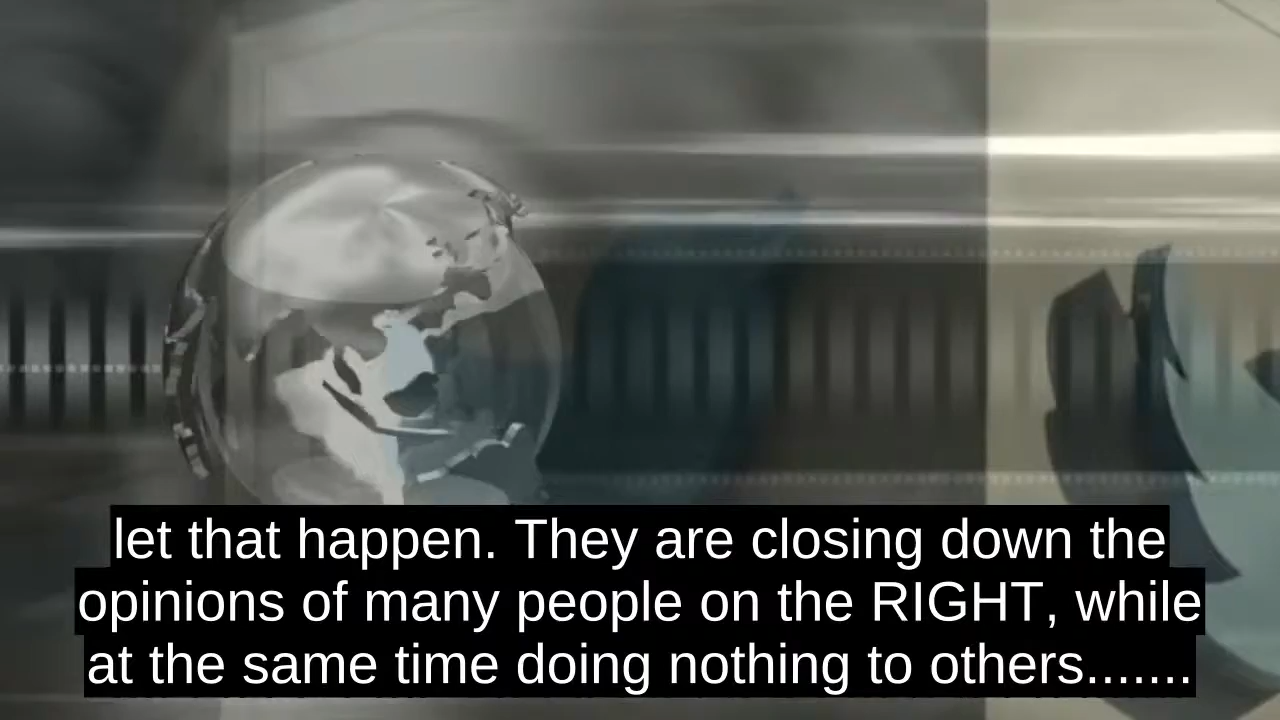 let that happen. They are closing down the
opinions of many people on the RIGHT, while
at the same time doing nothing to others.......